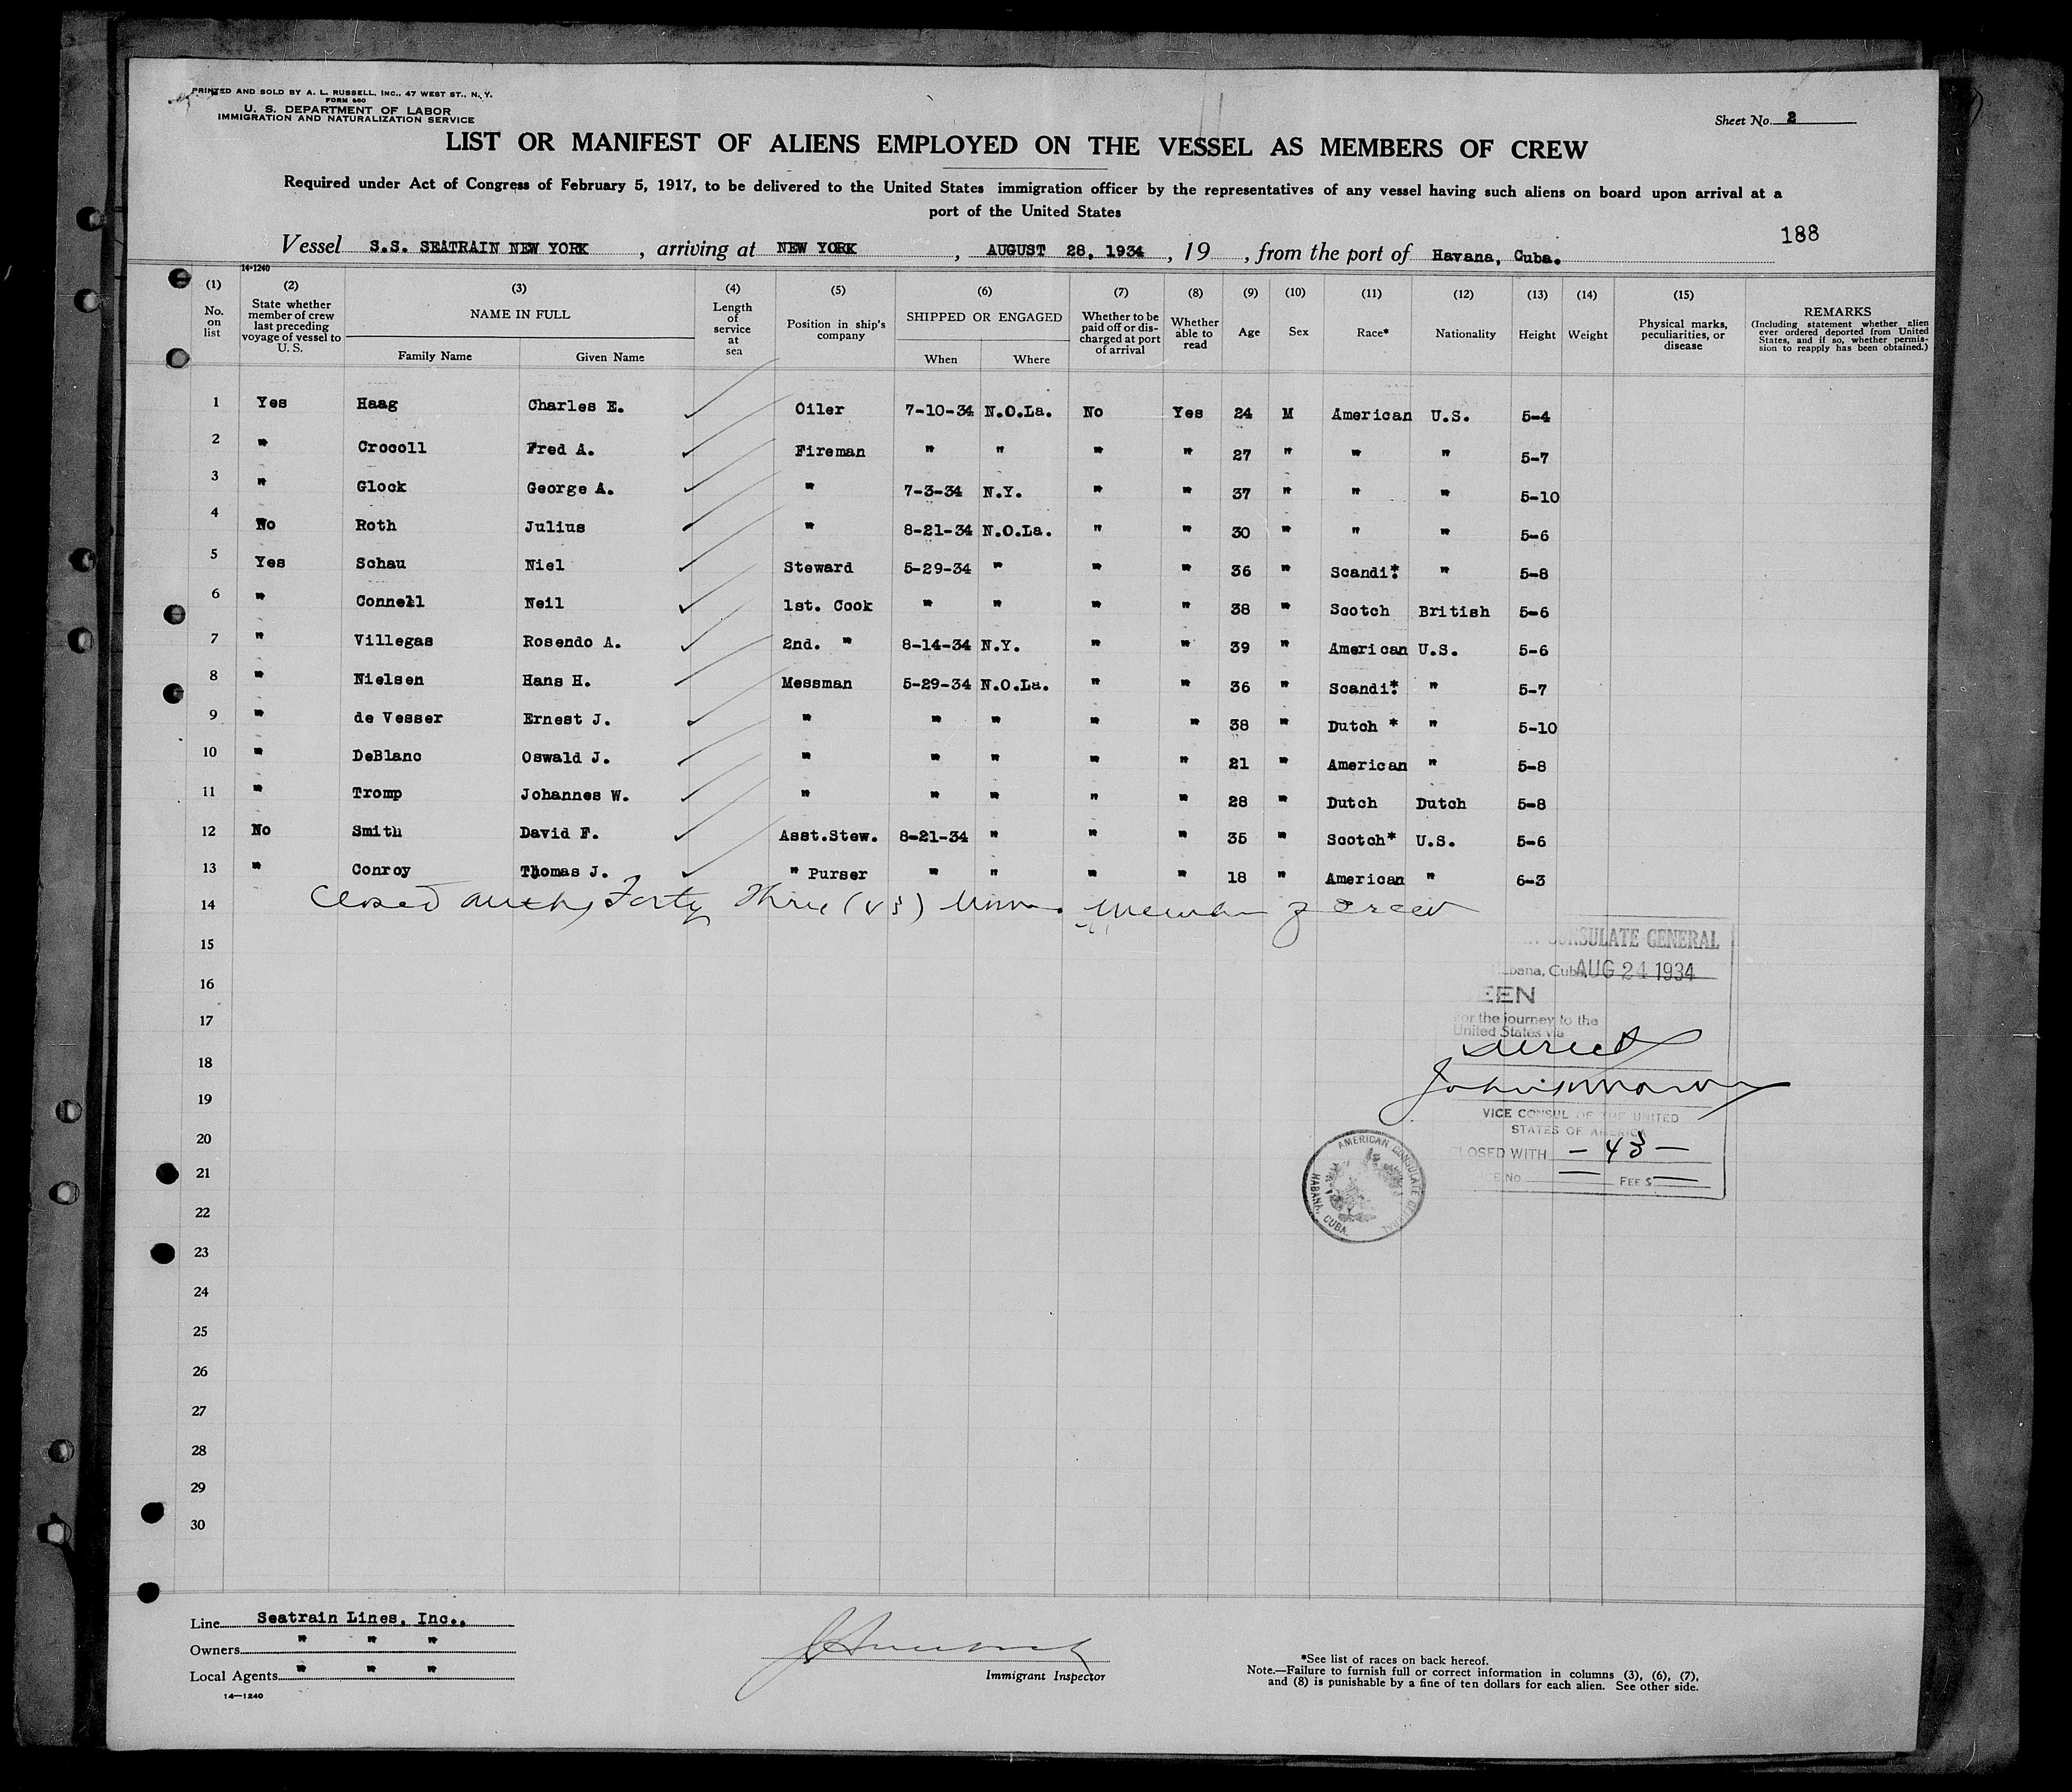 PRINTED AND SOLD BY A. L. RUSSELL, INC., 47 WEST ST., N. Y.
FORM 680
U. S. DEPARTMENT OF LABOR
IMMIGRATION AND NATURALIZATION SERVICE
Sheet No. 2
LIST OR MANIFEST OF ALIENS EMPLOYED ON THE VESSEL AS MEMBERS OF CREW
Required under Act of Congress of February 5, 1917, to be delivered to the United States immigration officer by the representatives of any vessel having such aliens on board upon arrival at a
port of the United States
188
Vessel S.S. SEATRAIN NEW YORK, arriving at NEW YORK, AUGUST 28, 1934, 19 , from the port of Havana, Cuba.
14-1240
(1) No. on list (2) State whether member of crew last preceding voyage of vessel to U. S. (3) NAME IN FULL Family Name Given Name (4) Length of service at sea (5) Position in ship's company (6) SHIPPED OR ENGAGED When Where (7) Whether to be paid off or discharged at port of arrival (8) Whether able to read (9) Age (10) Sex (11) Race* (12) Nationality (13) Height (14) Weight (15) Physical marks, peculiarities, or disease REMARKS (Including statement whether alien ever ordered deported from United States, and if so, whether permission to reapply has been obtained.)
1 Yes Haag Charles E. Oiler 7-10-34 N.O.La. No Yes 24 M American U.S. 5-4
2 " Crocoll Fred A. Fireman " " " " 27 " " " 5-7
3 " Glock George A. " 7-3-34 N.Y. " " 37 " " " 5-10
4 No Roth Julius " 8-21-34 N.O.La. " " 30 " " " 5-6
5 Yes Schau Niel Steward 5-29-34 " " " 36 " Scandi.* " 5-8
6 " Connell Neil 1st. Cook " " " " 38 " Scotch British 5-6
7 " Villegas Rosendo A. 2nd. " 8-14-34 N.Y. " " 39 " American U.S. 5-6
8 " Nielsen Hans H. Messman 5-29-34 N.O.La. " " 36 " Scandi.* " 5-7
9 " de Vesser Ernest J. " " " " " 38 " Dutch * " 5-10
10 " DeBlanc Oswald J. " " " " " 21 " American " 5-8
11 " Tromp Johannes W. " " " " " 28 " Dutch Dutch 5-8
12 No Smith David F. Asst.Stew. 8-21-34 " " " 35 " Scotch* U.S. 5-6
13 " Conroy Thomas J. " Purser " " " " 18 " American " 6-3
14 Closed with Forty Three (43) members of crew
15
16
17
18
19
20
21
22
23
24
25
26
27
28
29
30
CONSULATE GENERAL
Habana, Cuba, AUG 24 1934
SEEN
For the journey to the
United States via
direct
VICE CONSUL OF THE UNITED
STATES OF AMERICA
CLOSED WITH - 43 -
FEE $
AMERICAN CONSULATE GENERAL
HABANA, CUBA.
Line Seatrain Lines, Inc.,
Owners " " "
Local Agents " " "
14—1240
Immigrant Inspector
*See list of races on back hereof.
Note.—Failure to furnish full or correct information in columns (3), (6), (7),
and (8) is punishable by a fine of ten dollars for each alien. See other side.